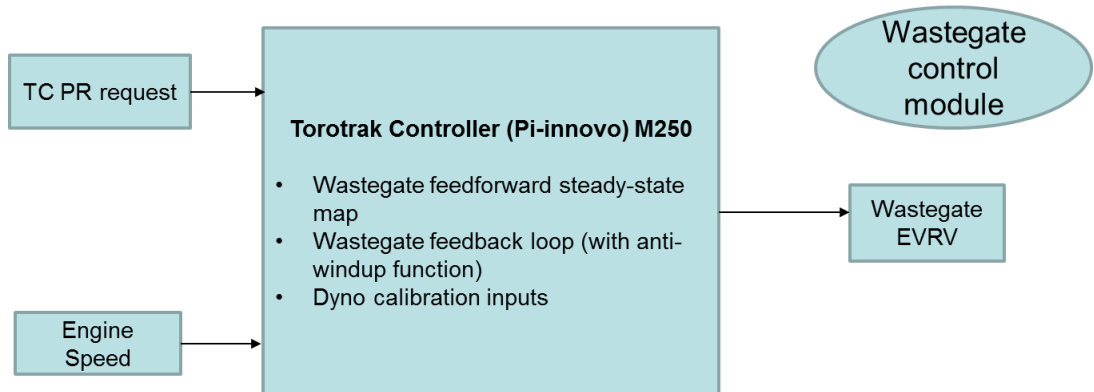 Wastegate
control
module
TC PR request
Torotrak Controller (Pi-innovo) M250
• Wastegate feedforward steady-state
map
• Wastegate feedback loop (with anti-
windup function)
• Dyno calibration inputs
Wastegate
EVRV
Engine
Speed